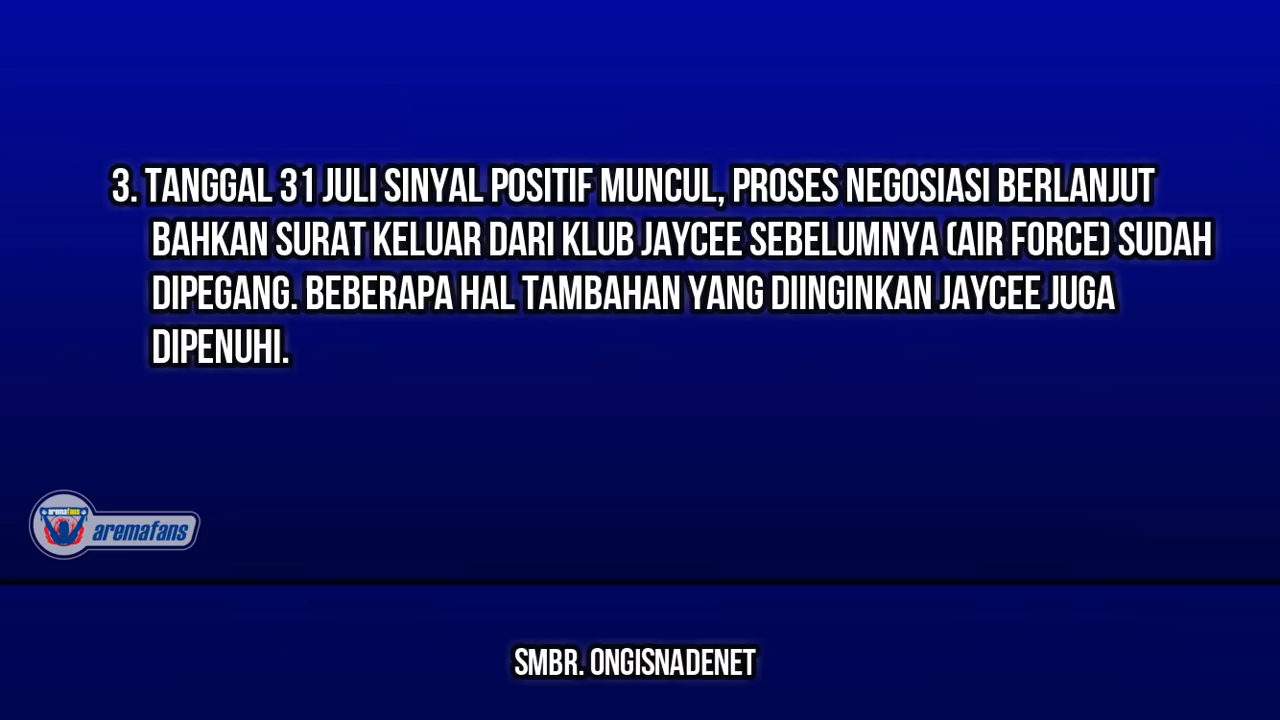 3. TANGGAL 31 JULI SINYAL POSITIF MUNCUL, PROSES NEGOSIASI BERLANJUT
BAHKAN SURAT KELUAR DARI KLUB JAYCEE SEBELUMNYA (AIR FORCE) SUDAH
DIPEGANG. BEBERAPA HAL TAMBAHAN YANG DIINGINKAN JAYCEE JUGA
DIPENUHI.
aremafans
aremafans
SMBR. ONGISNADENET